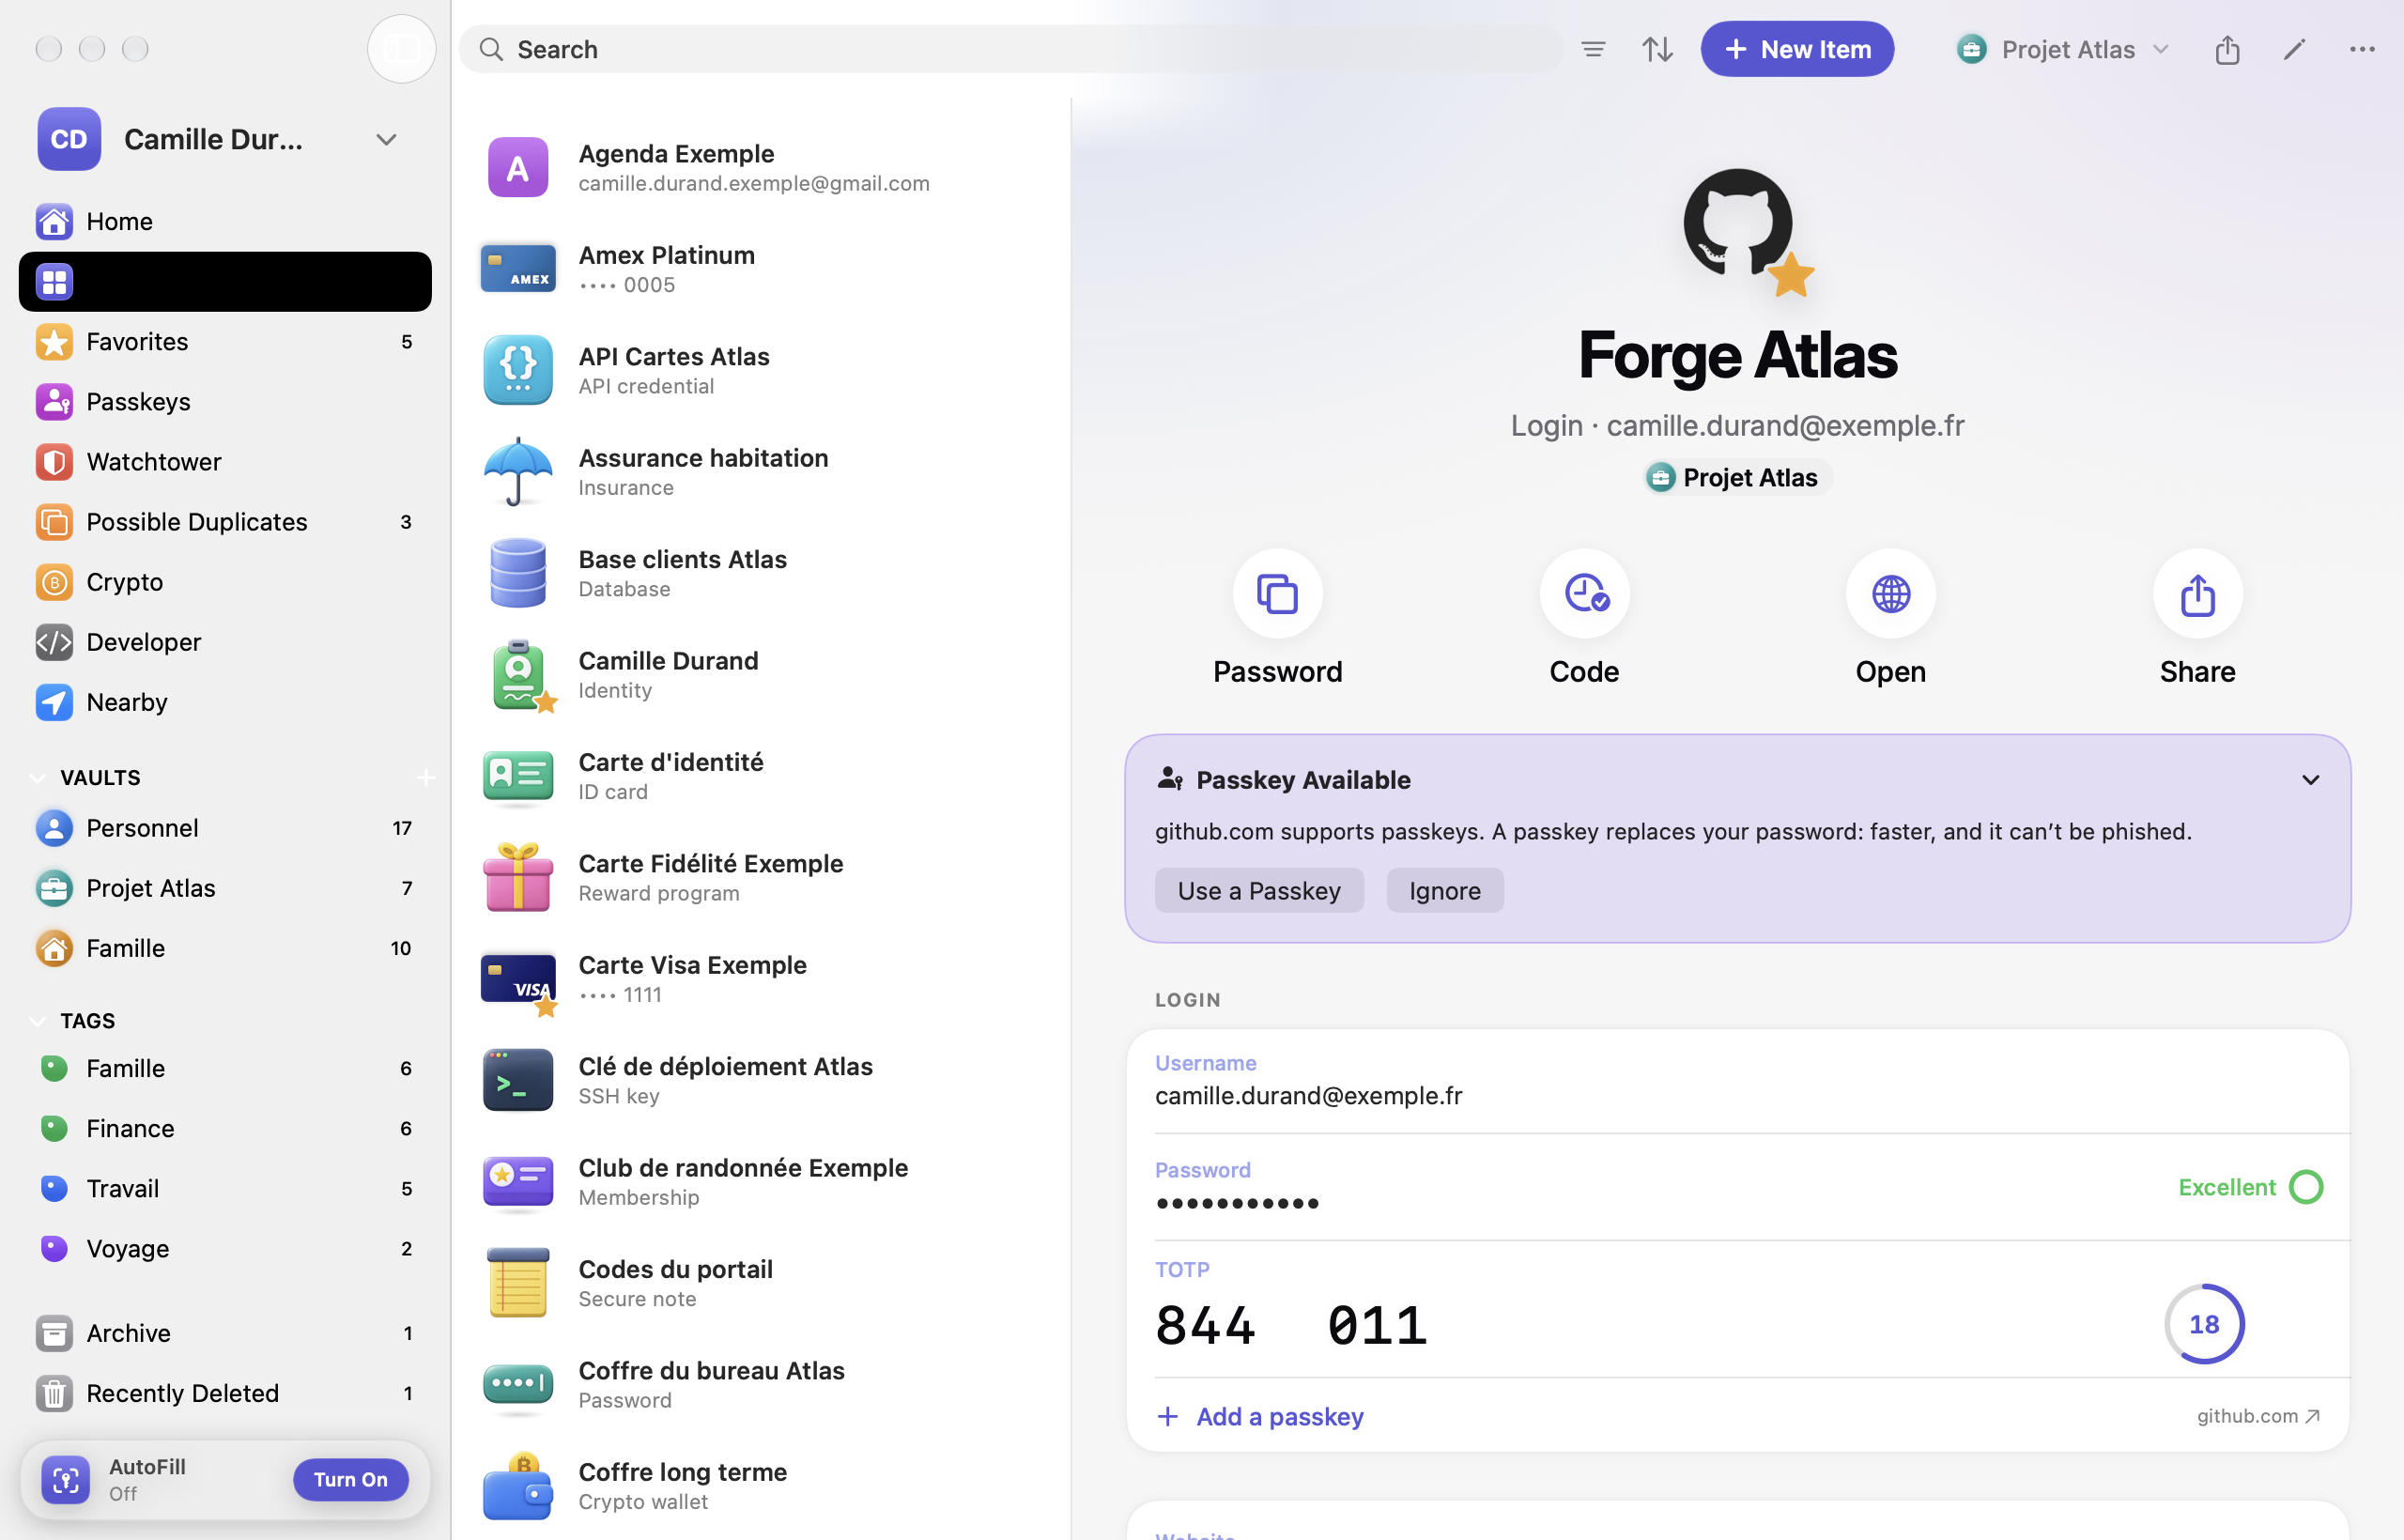 Search
New Item
Projet Atlas
CD
Camille Dur...
Home
Favorites 5
Passkeys
Watchtower
Possible Duplicates 3
Crypto
Developer
Nearby
VAULTS
Personnel 17
Projet Atlas 7
Famille 10
TAGS
Famille 6
Finance 6
Travail 5
Voyage 2
Archive 1
Recently Deleted 1
AutoFill
Off
Turn On
A
Agenda Exemple
camille.durand.exemple@gmail.com
AMEX
Amex Platinum
•••• 0005
API Cartes Atlas
API credential
Assurance habitation
Insurance
Base clients Atlas
Database
Camille Durand
Identity
Carte d'identité
ID card
Carte Fidélité Exemple
Reward program
VISA
Carte Visa Exemple
•••• 1111
Clé de déploiement Atlas
SSH key
Club de randonnée Exemple
Membership
Codes du portail
Secure note
Coffre du bureau Atlas
Password
Coffre long terme
Crypto wallet
Forge Atlas
Login · camille.durand@exemple.fr
Projet Atlas
Password
Code
Open
Share
Passkey Available
github.com supports passkeys. A passkey replaces your password: faster, and it can’t be phished.
Use a Passkey
Ignore
LOGIN
Username
camille.durand@exemple.fr
Password
•••••••••••
Excellent
TOTP
844 011
18
+ Add a passkey
github.com
Website